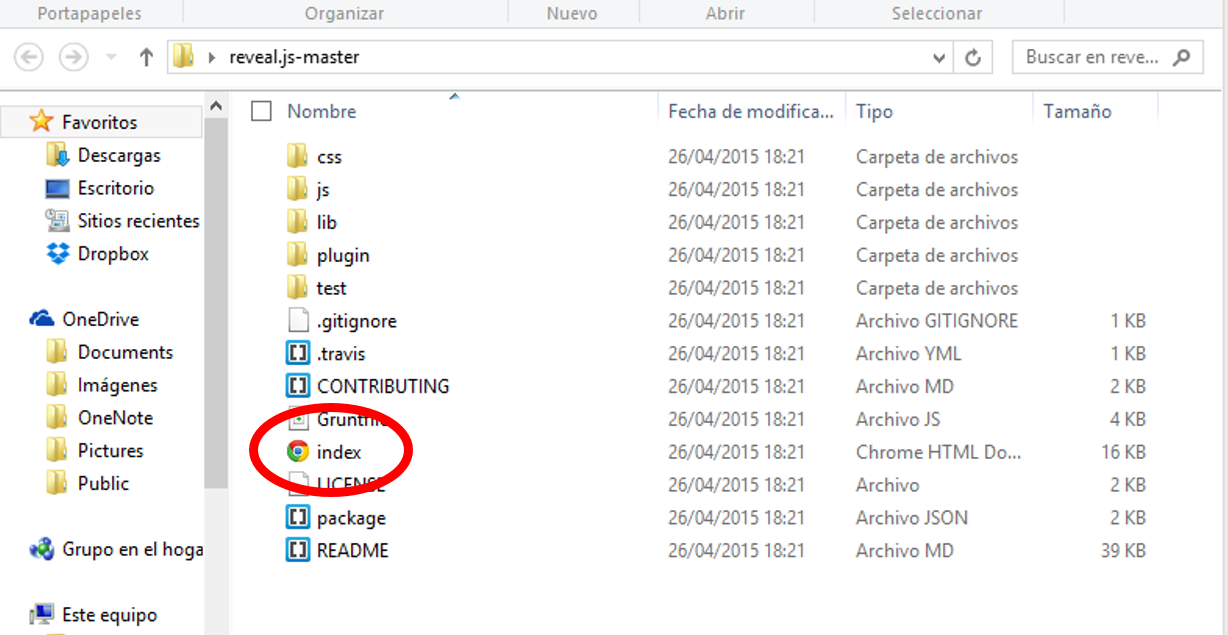 Portapapeles Organizar Nuevo Abrir Seleccionar
reveal.js-master Buscar en reve...
Nombre Fecha de modifica... Tipo Tamaño
Favoritos
Descargas
Escritorio
Sitios recientes
Dropbox
OneDrive
Documents
Imágenes
OneNote
Pictures
Public
Grupo en el hoga
Este equipo
css 26/04/2015 18:21 Carpeta de archivos
js 26/04/2015 18:21 Carpeta de archivos
lib 26/04/2015 18:21 Carpeta de archivos
plugin 26/04/2015 18:21 Carpeta de archivos
test 26/04/2015 18:21 Carpeta de archivos
.gitignore 26/04/2015 18:21 Archivo GITIGNORE 1 KB
.travis 26/04/2015 18:21 Archivo YML 1 KB
CONTRIBUTING 26/04/2015 18:21 Archivo MD 2 KB
Gruntfile 26/04/2015 18:21 Archivo JS 4 KB
index 26/04/2015 18:21 Chrome HTML Do... 16 KB
LICENSE 26/04/2015 18:21 Archivo 2 KB
package 26/04/2015 18:21 Archivo JSON 2 KB
README 26/04/2015 18:21 Archivo MD 39 KB